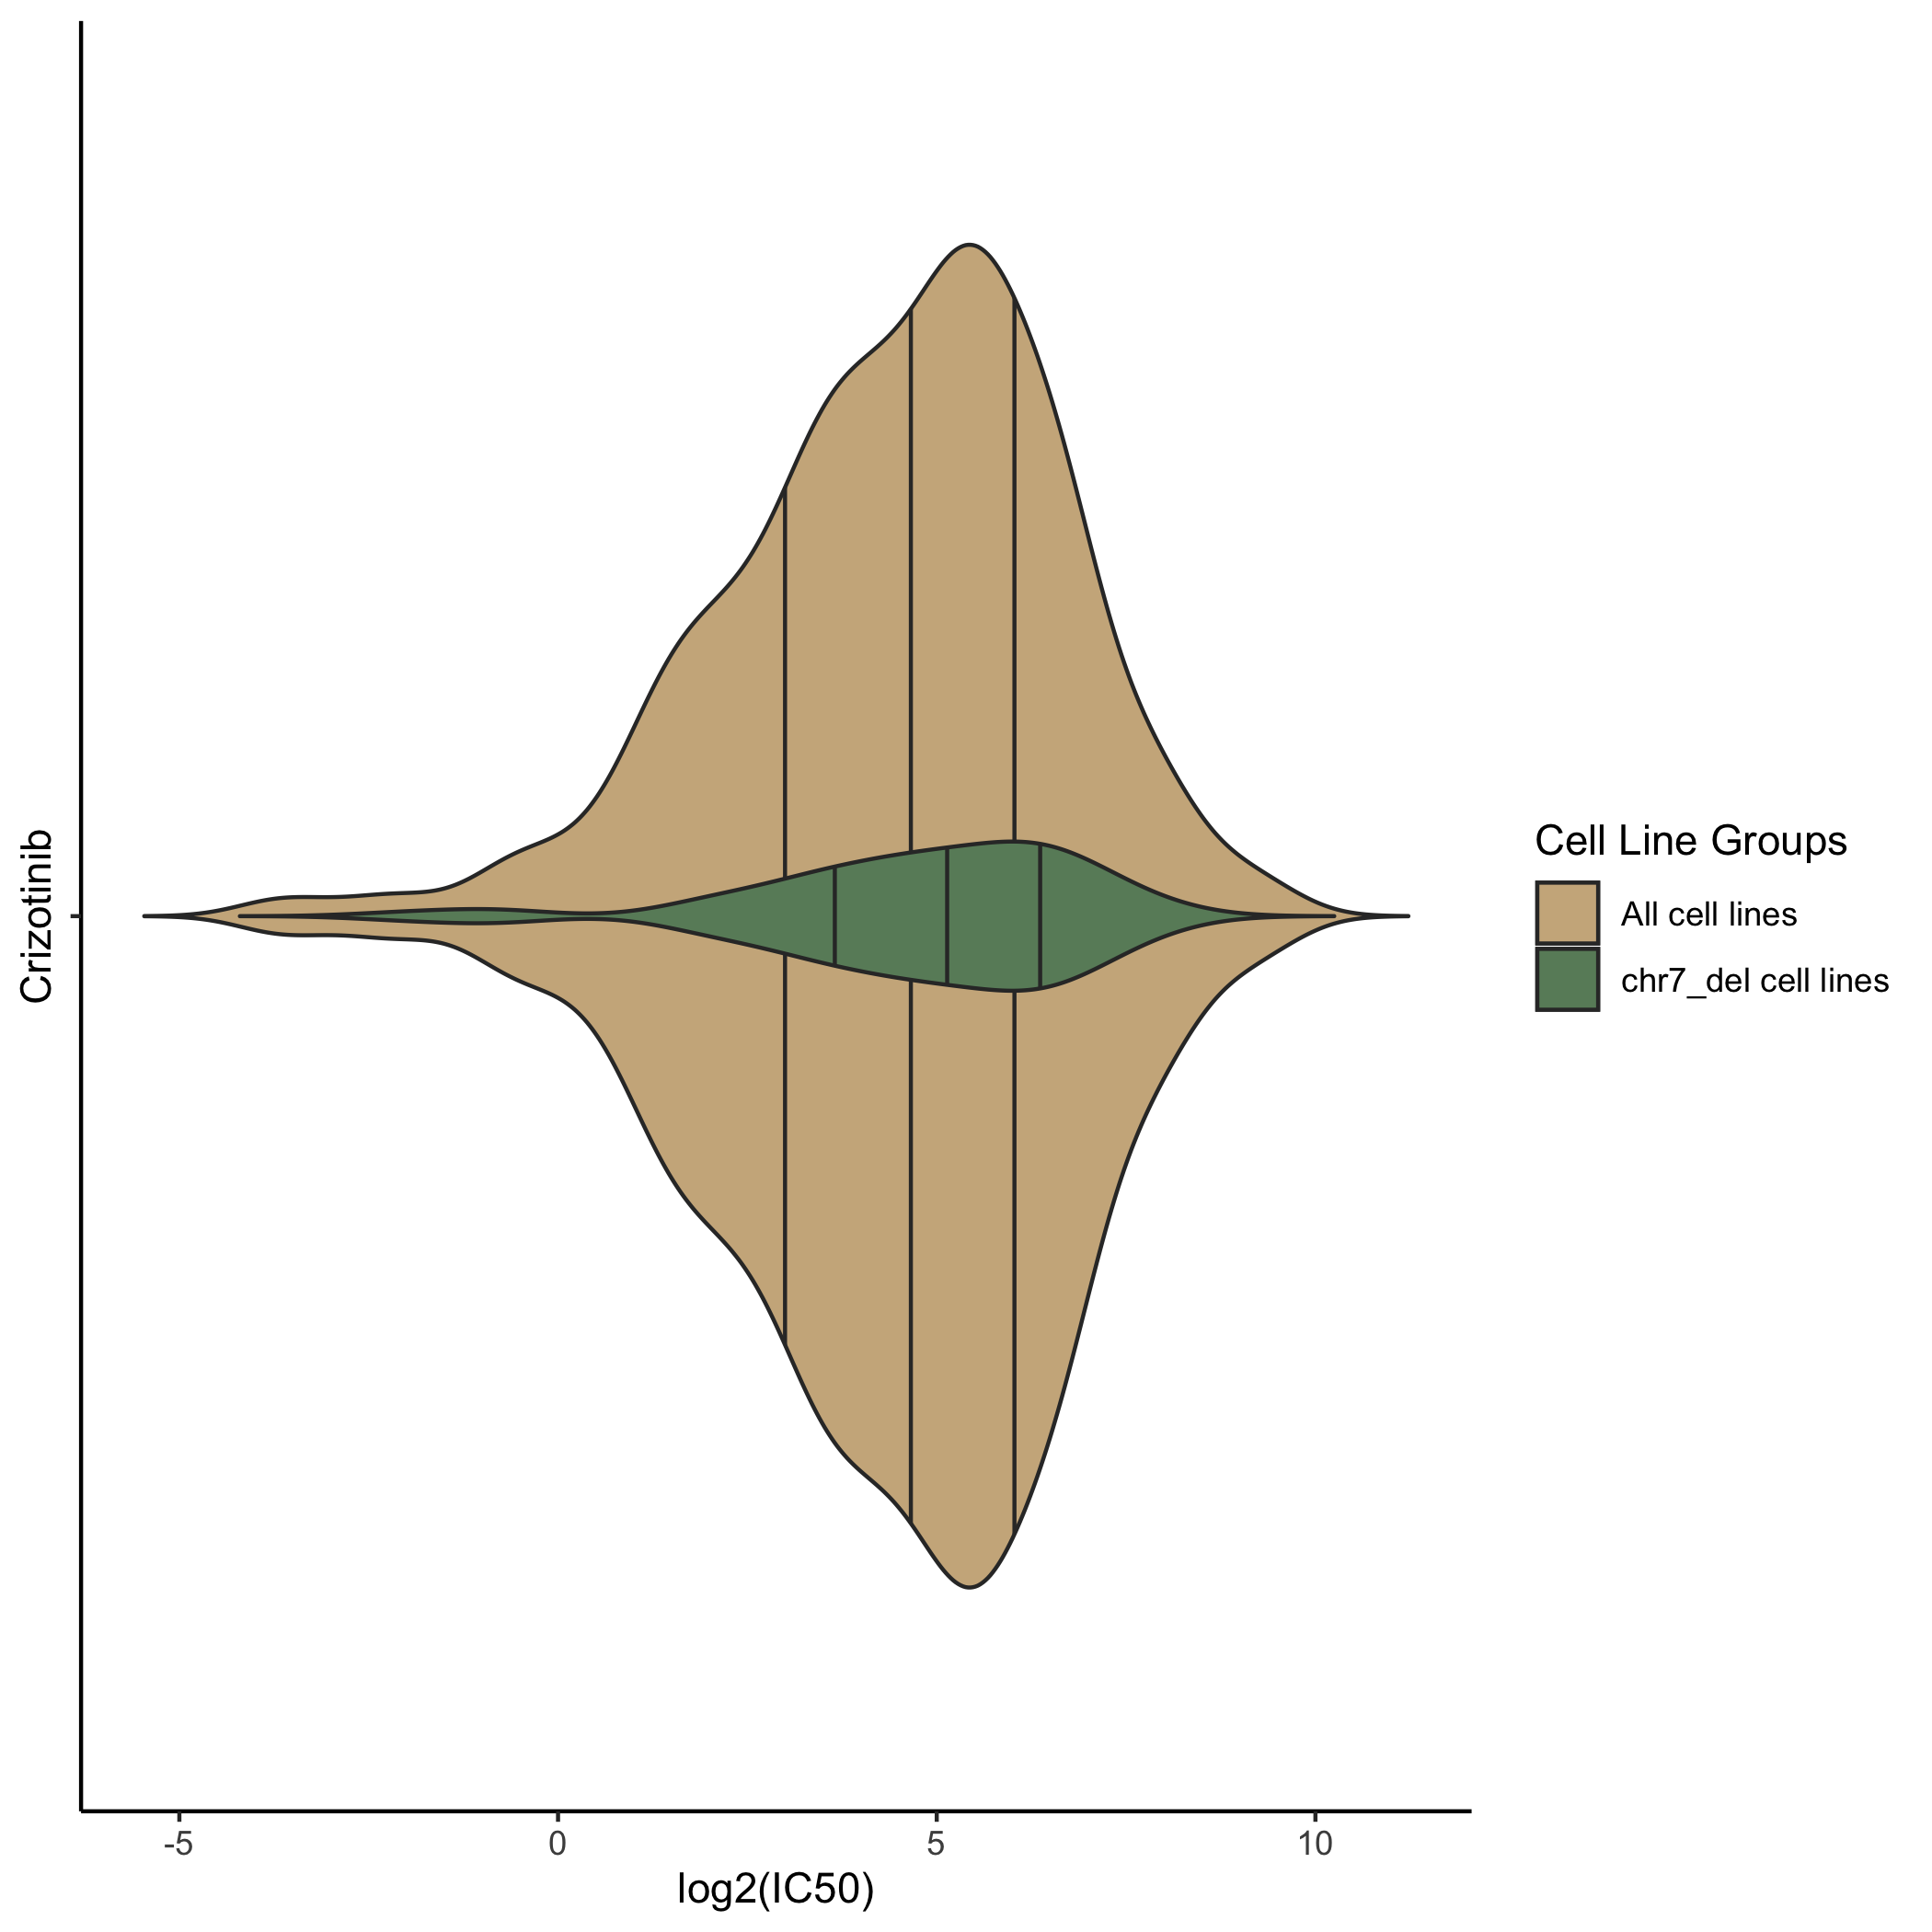 Crizotinib
-5
0
5
10
log2(IC50)
Cell Line Groups
All cell lines
chr7_del cell lines